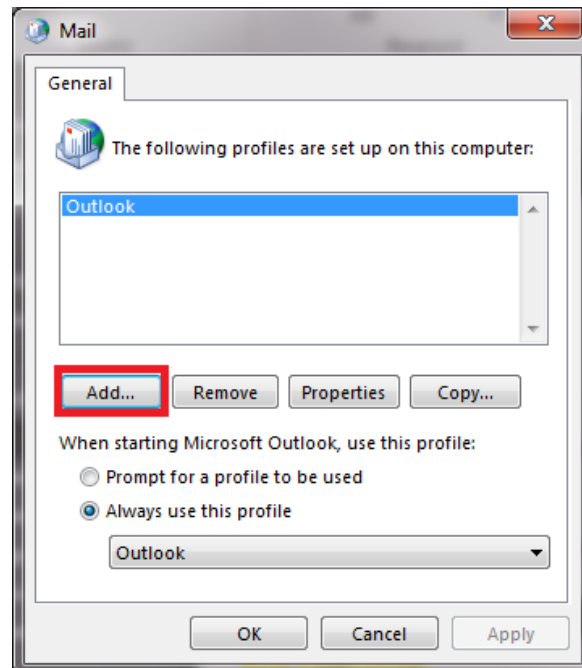 Mail
General
The following profiles are set up on this computer:
Outlook
Add... Remove Properties Copy...
When starting Microsoft Outlook, use this profile:
Prompt for a profile to be used
Always use this profile
Outlook
OK Cancel Apply